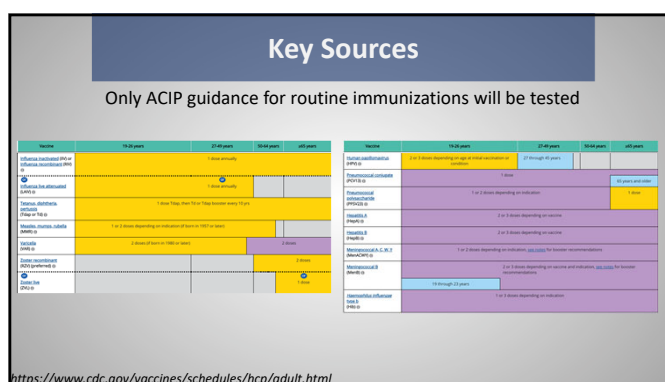 Key Sources
Only ACIP guidance for routine immunizations will be tested
Vaccine 19-26 years 27-49 years 50-64 years ≥65 years
Influenza inactivated (IIV) or
Influenza recombinant (RIV)
1 dose annually
or or
Influenza live attenuated
(LAIV)
1 dose annually
Tetanus, diphtheria,
pertussis
(Tdap or Td)
1 dose Tdap, then Td or Tdap booster every 10 yrs
Measles, mumps, rubella
(MMR)
1 or 2 doses depending on indication (if born in 1957 or later)
Varicella
(VAR)
2 doses (if born in 1980 or later) 2 doses
Zoster recombinant
(RZV) (preferred)
2 doses
or
Zoster live
(ZVL)
1 dose
Vaccine 19-26 years 27-49 years 50-64 years ≥65 years
Human papillomavirus
(HPV)
2 or 3 doses depending on age at initial vaccination or
condition
27 through 45 years
Pneumococcal conjugate
(PCV13)
1 dose
65 years and older
Pneumococcal
polysaccharide
(PPSV23)
1 or 2 doses depending on indication 1 dose
Hepatitis A
(HepA)
2 or 3 doses depending on vaccine
Hepatitis B
(HepB)
2 or 3 doses depending on vaccine
Meningococcal A, C, W, Y
(MenACWY)
1 or 2 doses depending on indication, see notes for booster recommendations
Meningococcal B
(MenB)
2 or 3 doses depending on vaccine and indication, see notes for booster
recommendations
19 through 23 years
Haemophilus influenzae
type b
(Hib)
1 or 3 doses depending on indication
https://www.cdc.gov/vaccines/schedules/hcp/adult.html